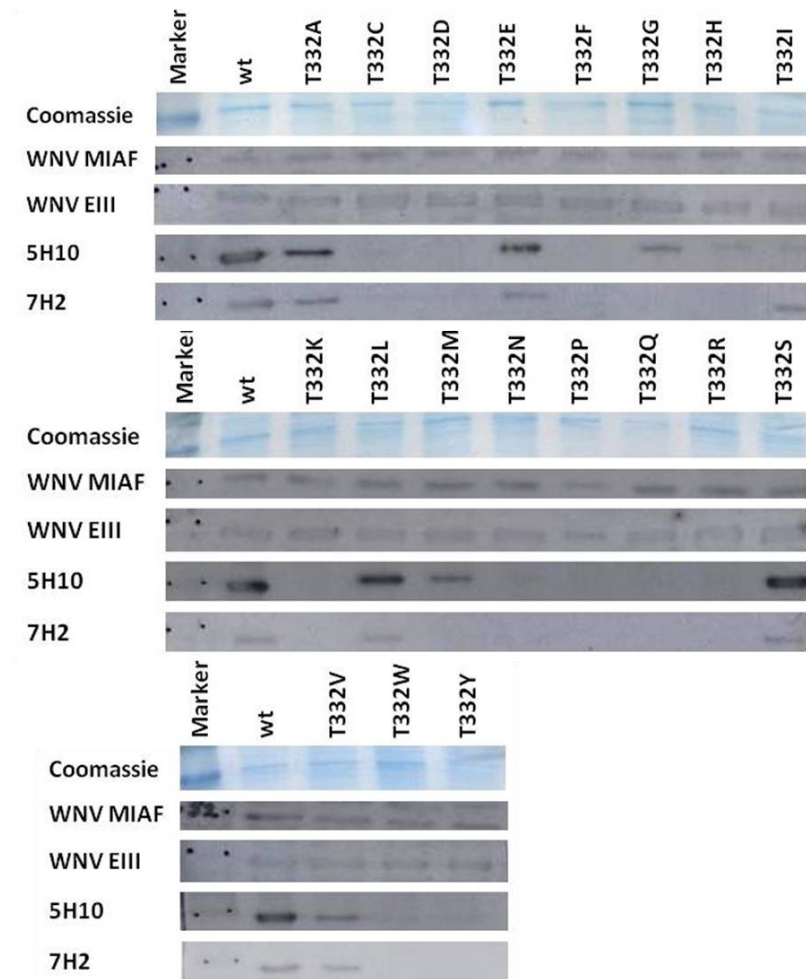 Marker wt T332A T332C T332D T332E T332F T332G T332H T332I
Coomassie
WNV MIAF
WNV EIII
5H10
7H2
Marker wt T332K T332L T332M T332N T332P T332Q T332R T332S
Coomassie
WNV MIAF
WNV EIII
5H10
7H2
Marker wt T332V T332W T332Y
Coomassie
WNV MIAF
WNV EIII
5H10
7H2